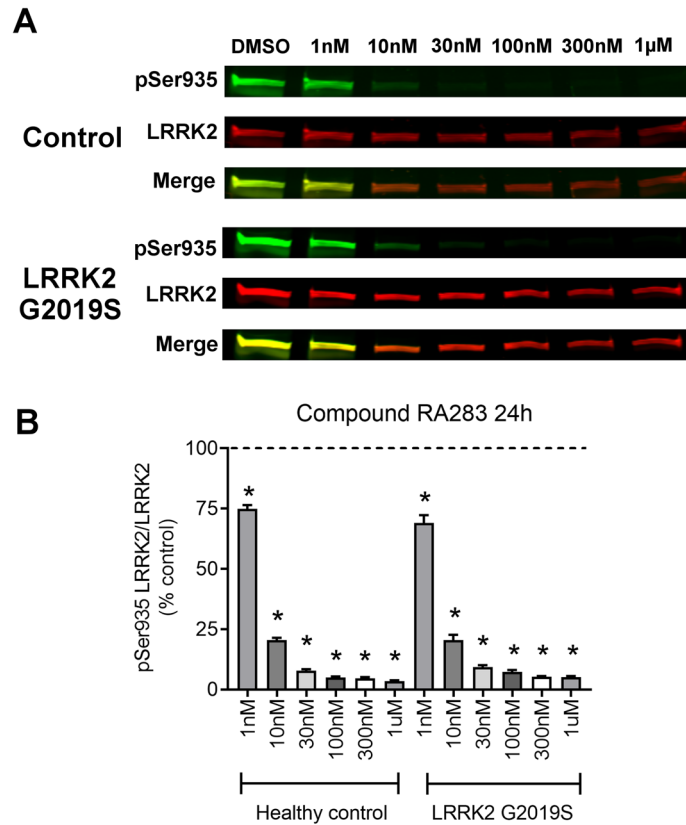 A
DMSO 1nM 10nM 30nM 100nM 300nM 1µM
pSer935
Control
LRRK2
Merge
pSer935
LRRK2
G2019S
LRRK2
Merge
B
Compound RA283 24h
pSer935 LRRK2/LRRK2
(% control)
100
75
50
25
0
* * * * * * * * * * * *
1nM 10nM 30nM 100nM 300nM 1uM 1nM 10nM 30nM 100nM 300nM 1uM
Healthy control LRRK2 G2019S